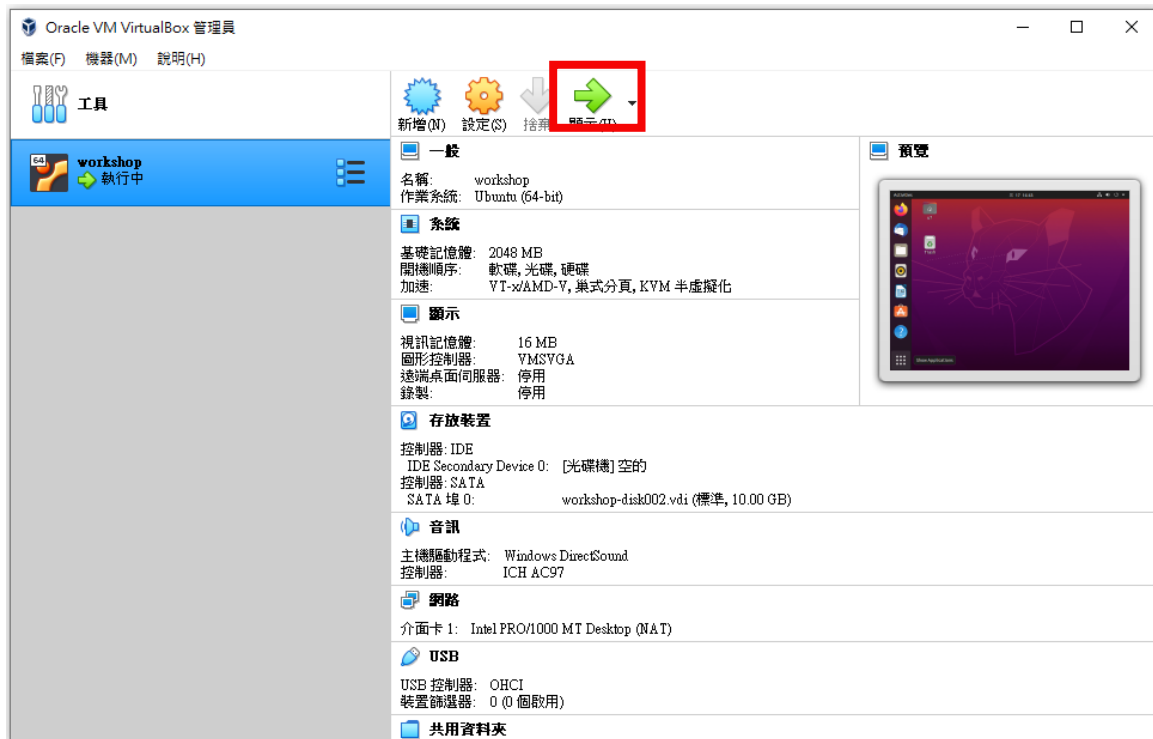 Oracle VM VirtualBox 管理員
檔案(F) 機器(M) 說明(H)
工具
新增(N) 設定(S) 捨棄 顯示(H)
64
workshop
執行中
一般
名稱: workshop
作業系統: Ubuntu (64-bit)
預覽
系統
基礎記憶體: 2048 MB
開機順序: 軟碟, 光碟, 硬碟
加速: VT-x/AMD-V, 巢式分頁, KVM 半虛擬化
顯示
視訊記憶體: 16 MB
圖形控制器: VMSVGA
遠端桌面伺服器: 停用
錄製: 停用
存放裝置
控制器: IDE
IDE Secondary Device 0: [光碟機] 空的
控制器: SATA
SATA 埠 0: workshop-disk002.vdi (標準, 10.00 GB)
音訊
主機驅動程式: Windows DirectSound
控制器: ICH AC97
網路
介面卡 1: Intel PRO/1000 MT Desktop (NAT)
USB
USB 控制器: OHCI
裝置篩選器: 0 (0 個啟用)
共用資料夾